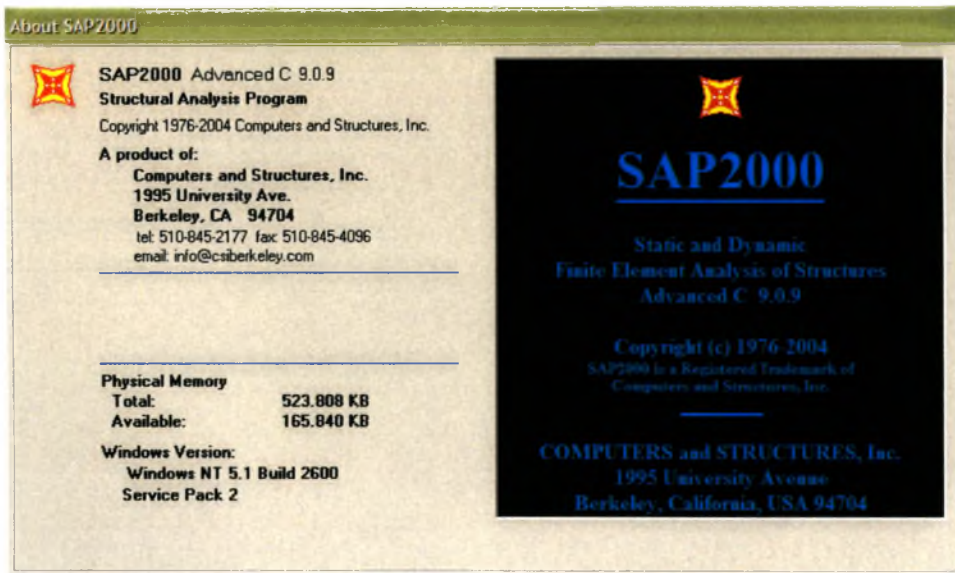 About SAP2000
SAP2000 Advanced C 9.0.9
Structural Analysis Program
Copyright 1976-2004 Computers and Structures, Inc.
A product of:
Computers and Structures, Inc.
1995 University Ave.
Berkeley, CA 94704
tel: 510-845-2177 fax: 510-845-4096
email: info@csiberkeley.com
Physical Memory
Total: 523.808 KB
Available: 165.840 KB
Windows Version:
Windows NT 5.1 Build 2600
Service Pack 2
SAP2000
Static and Dynamic
Finite Element Analysis of Structures
Advanced C 9.0.9
Copyright (c) 1976-2004
SAP2000 is a Registered Trademark of
Computers and Structures, Inc.
COMPUTERS and STRUCTURES, Inc.
1995 University Avenue
Berkeley, California, USA 94704